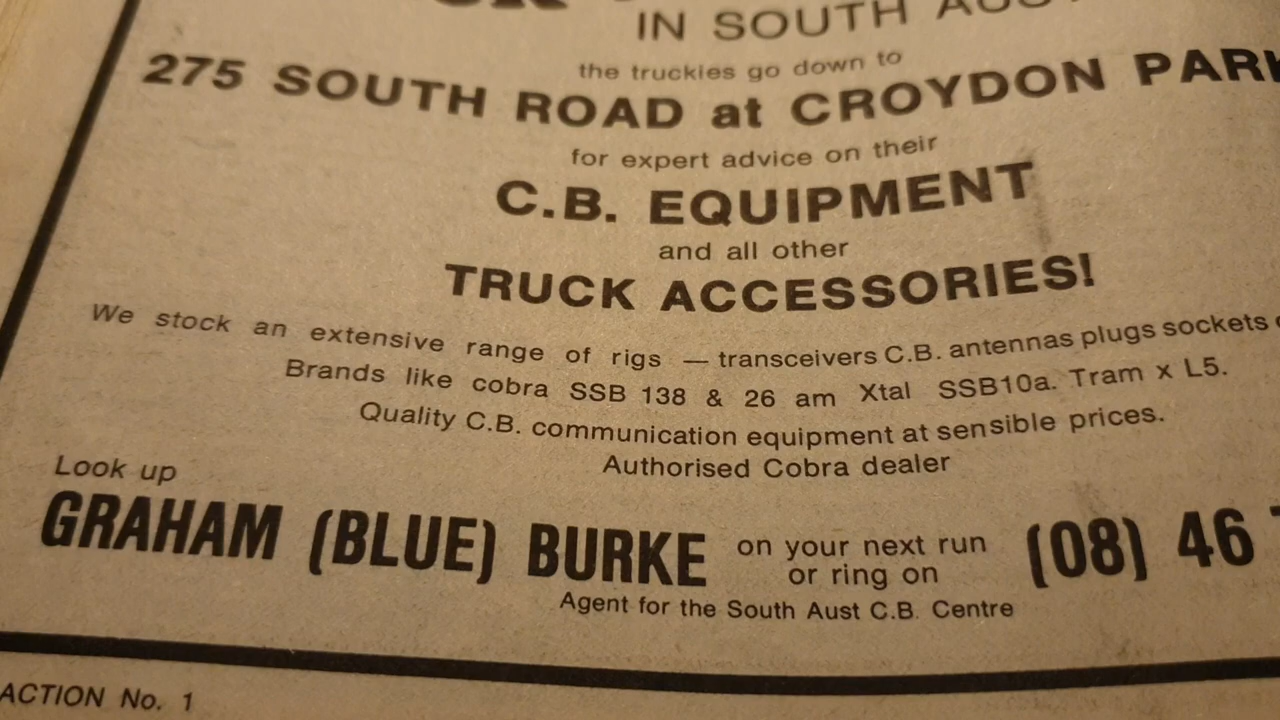 IN SOUTH
the truckies go down to
275 SOUTH ROAD at CROYDON PARK
for expert advice on their
C.B. EQUIPMENT
and all other
TRUCK ACCESSORIES!
We stock an extensive range of rigs — transceivers C.B. antennas plugs sockets
Brands like cobra SSB 138 & 26 am Xtal SSB10a. Tram x L5.
Quality C.B. communication equipment at sensible prices.
Authorised Cobra dealer
Look up
GRAHAM (BLUE) BURKE on your next run or ring on (08) 46
Agent for the South Aust C.B. Centre
ACTION No. 1